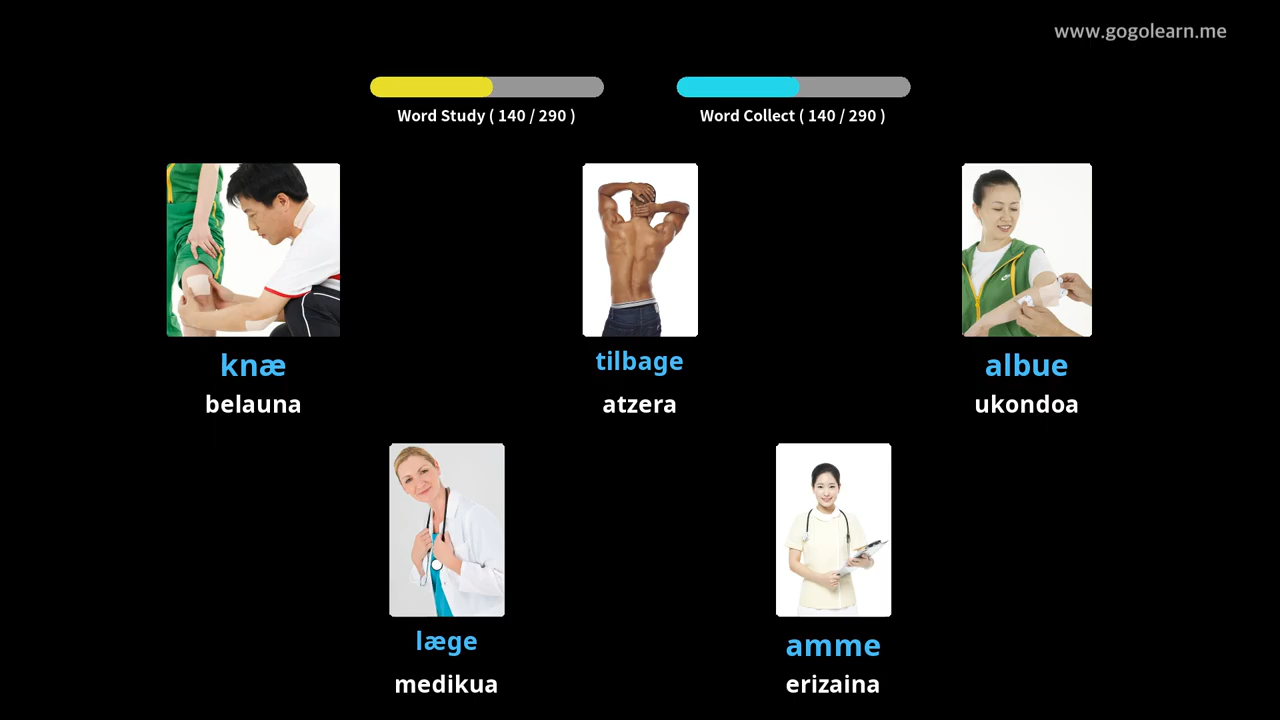 www.gogolearn.me
Word Study ( 140 / 290 )
Word Collect ( 140 / 290 )
knæ
tilbage
albue
belauna
atzera
ukondoa
læge
amme
medikua
erizaina